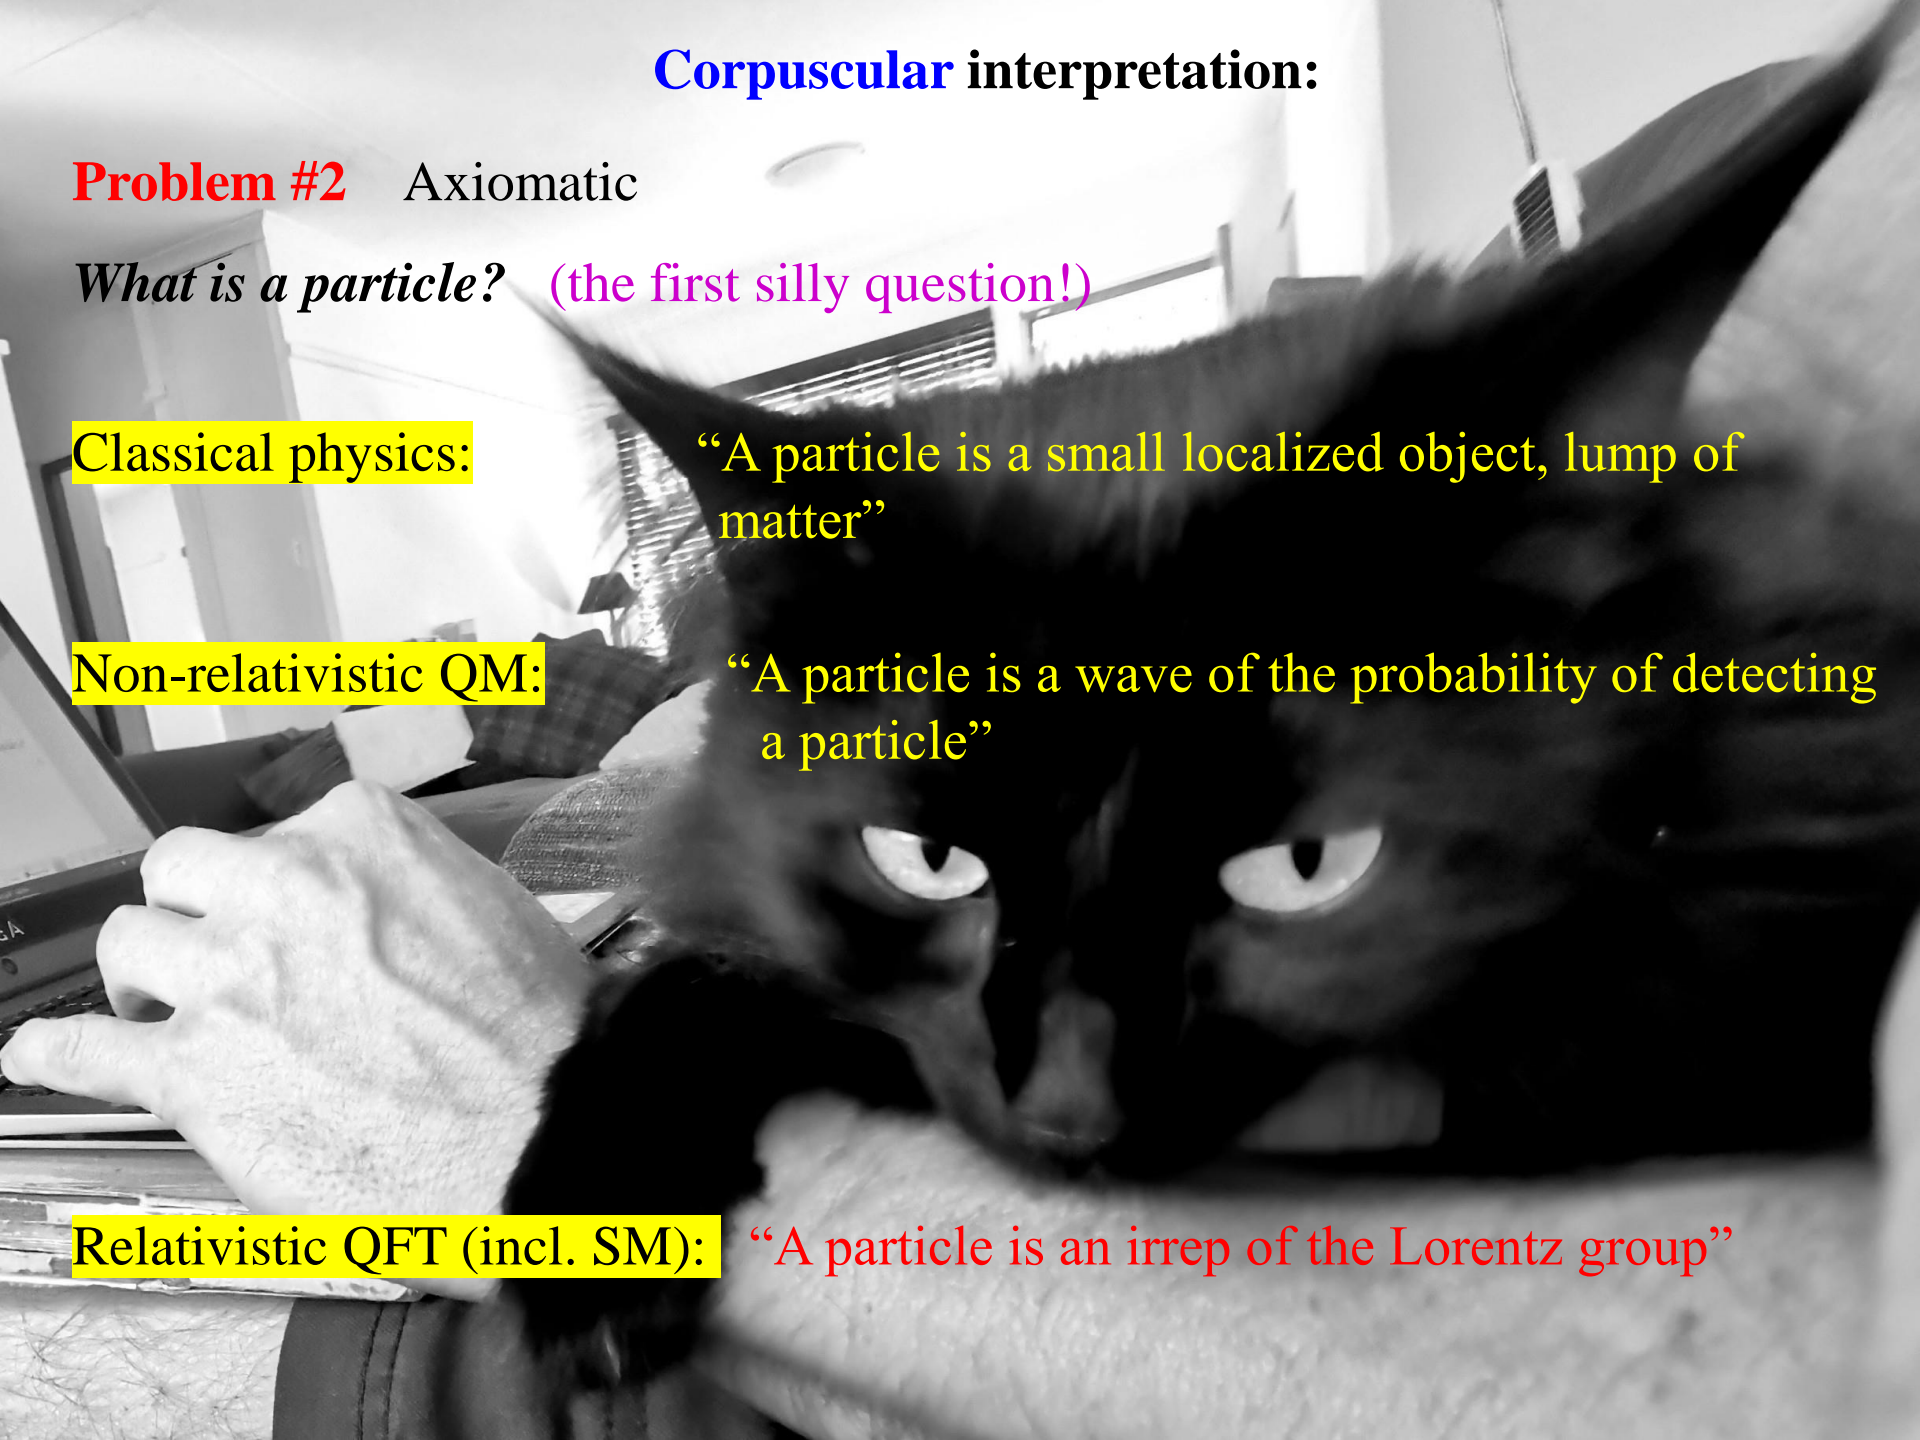 Corpuscular interpretation:
Problem #2 Axiomatic
What is a particle? (the first silly question!)
Classical physics: “A particle is a small localized object, lump of
matter”
Non-relativistic QM: “A particle is a wave of the probability of detecting
a particle”
Relativistic QFT (incl. SM): “A particle is an irrep of the Lorentz group”